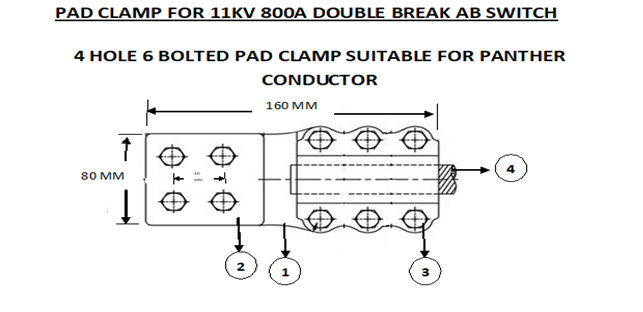 PAD CLAMP FOR 11KV 800A DOUBLE BREAK AB SWITCH
4 HOLE 6 BOLTED PAD CLAMP SUITABLE FOR PANTHER
CONDUCTOR
160 MM
80 MM
MM
4
2
1
3